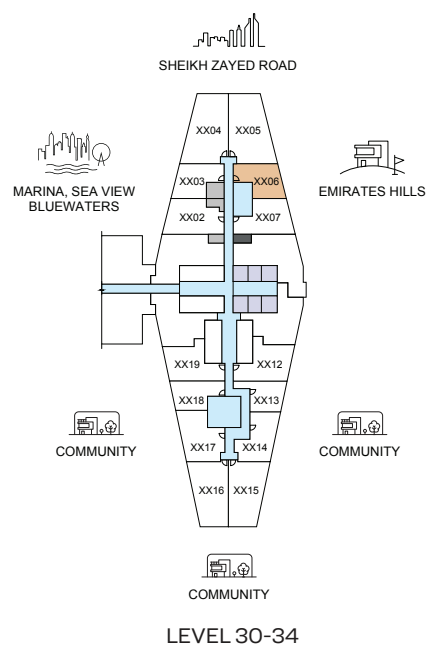 SHEIKH ZAYED ROAD
XX04 XX05
MARINA, SEA VIEW
BLUEWATERS
XX03 XX06
EMIRATES HILLS
XX02 XX07
XX19 XX12
XX18 XX13
COMMUNITY
XX17 XX14
COMMUNITY
XX16 XX15
COMMUNITY
LEVEL 30-34